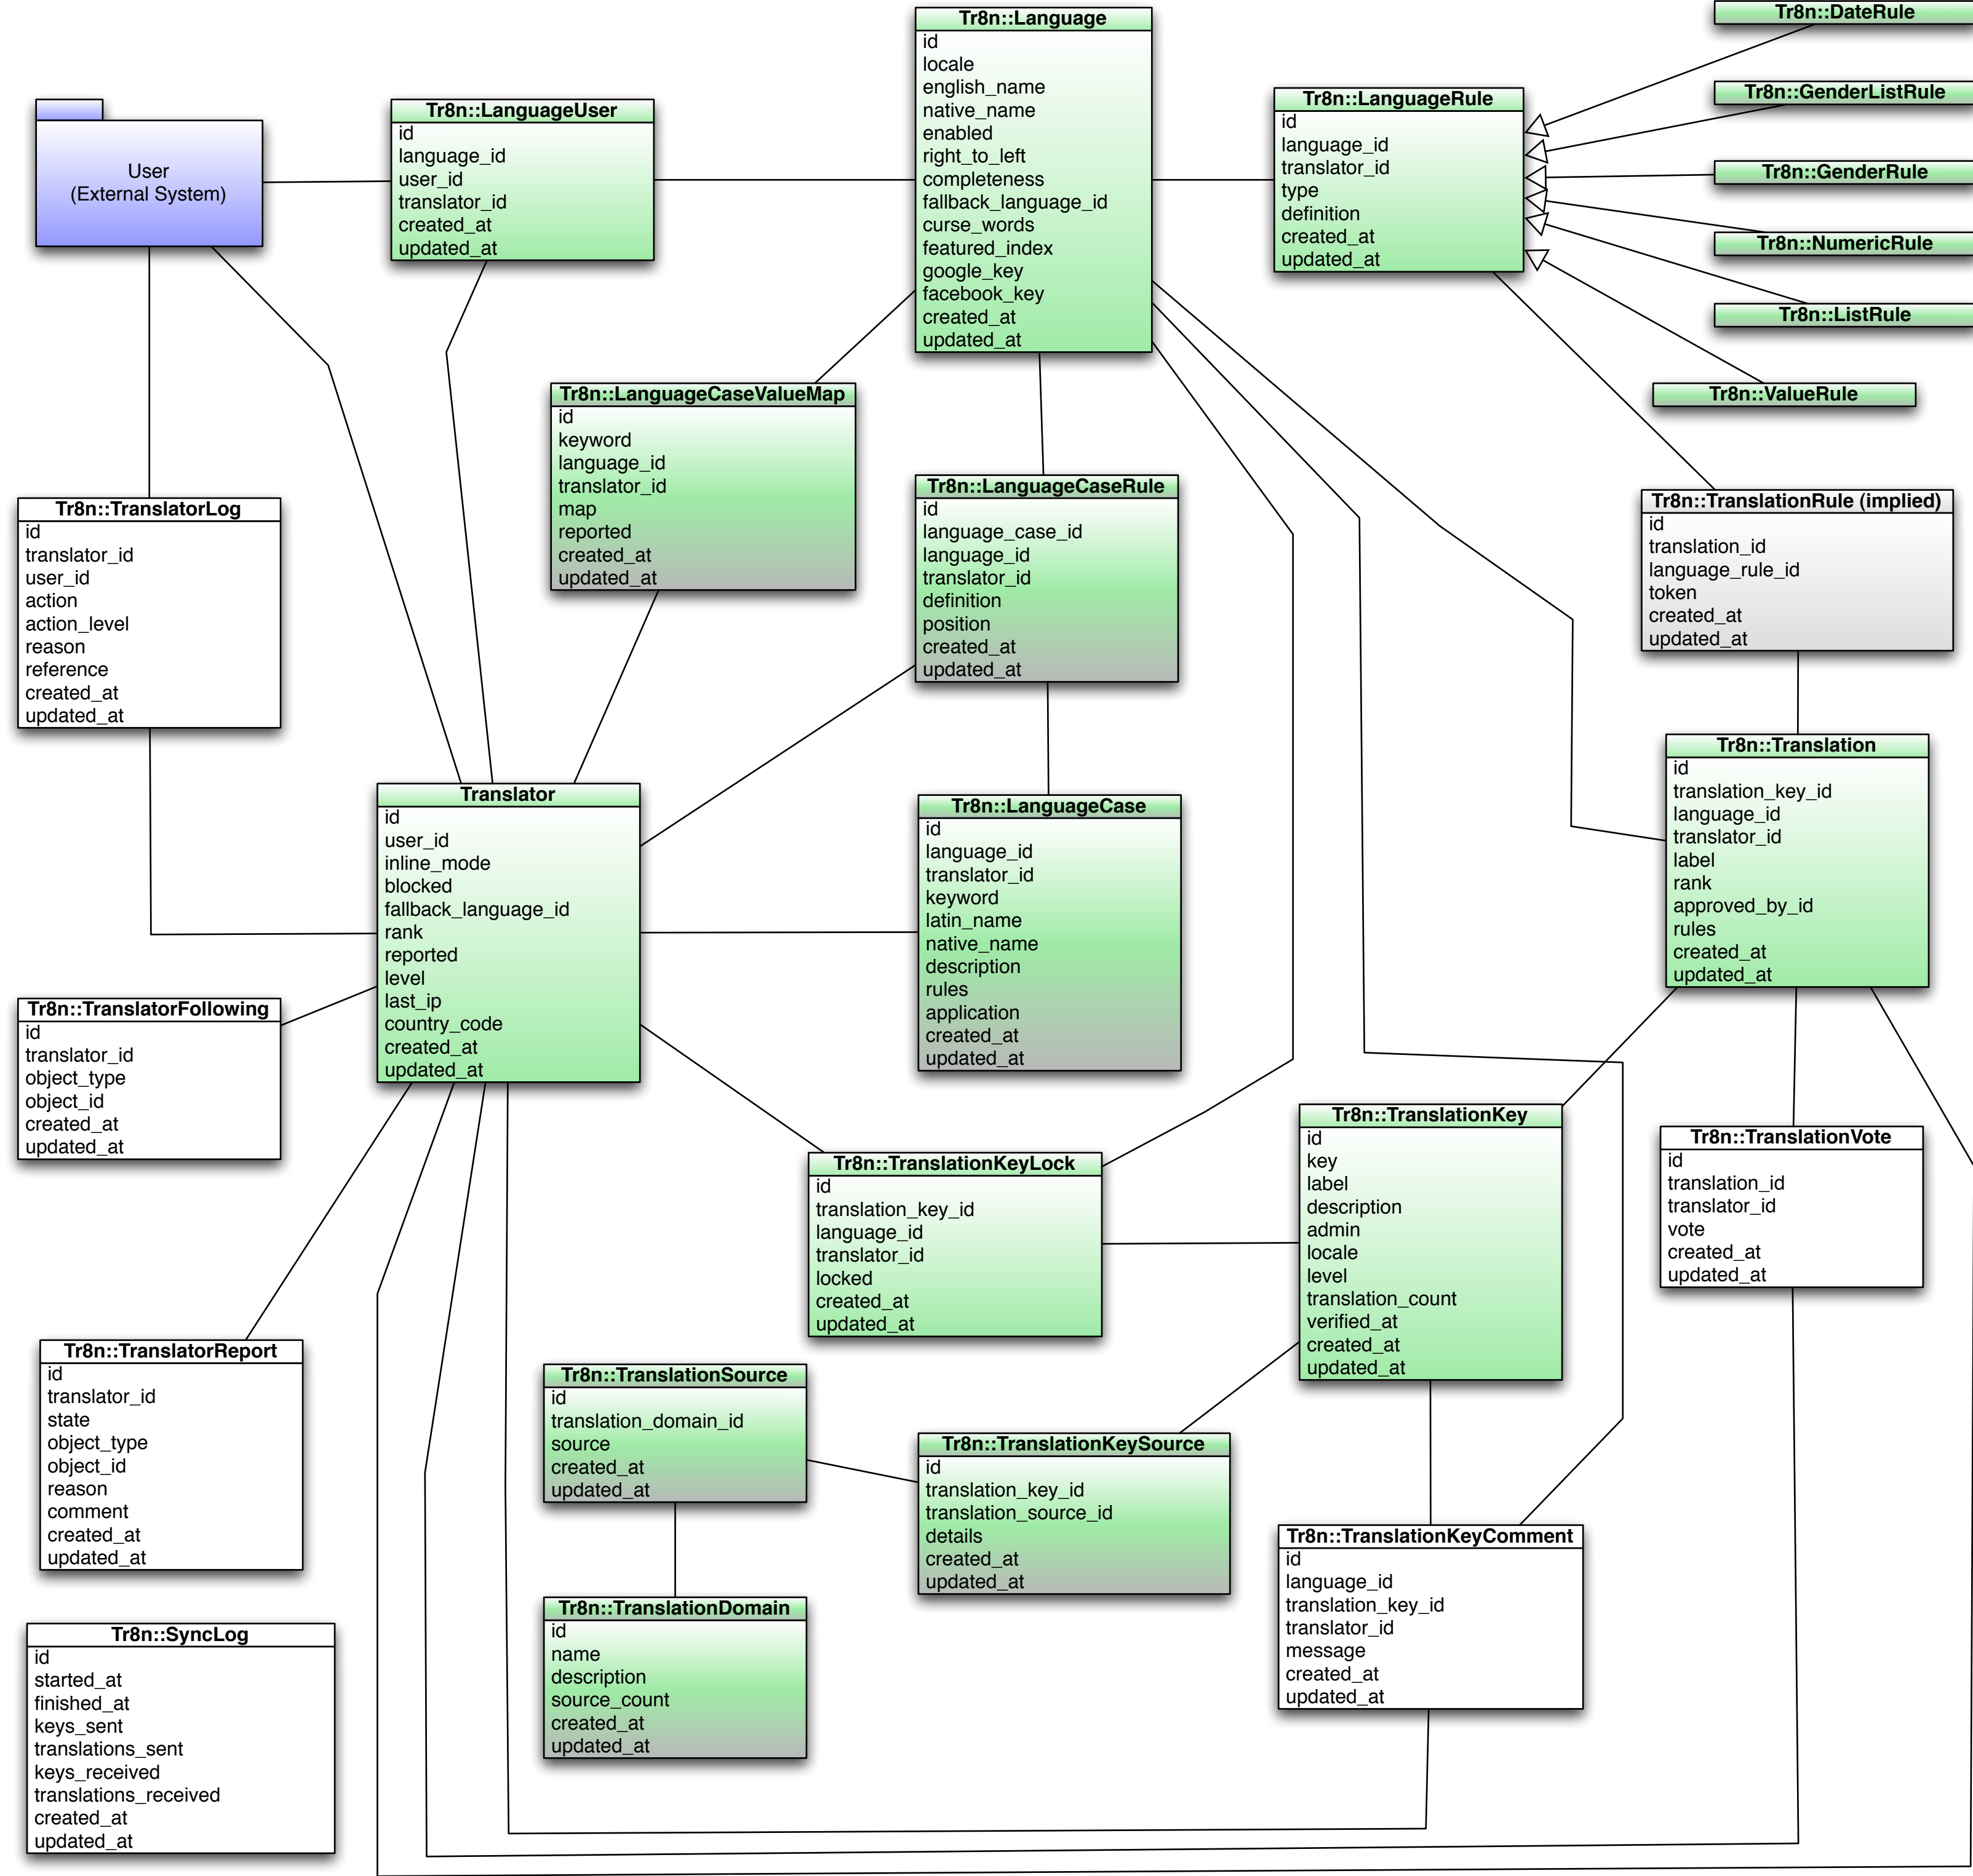 Tr8n::Language
id
locale
english_name
native_name
enabled
right_to_left
completeness
fallback_language_id
curse_words
featured_index
google_key
facebook_key
created_at
updated_at
Tr8n::DateRule
Tr8n::GenderListRule
Tr8n::GenderRule
Tr8n::NumericRule
Tr8n::ListRule
Tr8n::ValueRule
Tr8n::LanguageRule
id
language_id
translator_id
type
definition
created_at
updated_at
User
(External System)
Tr8n::LanguageUser
id
language_id
user_id
translator_id
created_at
updated_at
Tr8n::LanguageCaseValueMap
id
keyword
language_id
translator_id
map
reported
created_at
updated_at
Tr8n::LanguageCaseRule
id
language_case_id
language_id
translator_id
definition
position
created_at
updated_at
Tr8n::TranslationRule (implied)
id
translation_id
language_rule_id
token
created_at
updated_at
Tr8n::TranslatorLog
id
translator_id
user_id
action
action_level
reason
reference
created_at
updated_at
Tr8n::Translation
id
translation_key_id
language_id
translator_id
label
rank
approved_by_id
rules
created_at
updated_at
Translator
id
user_id
inline_mode
blocked
fallback_language_id
rank
reported
level
last_ip
country_code
created_at
updated_at
Tr8n::LanguageCase
id
language_id
translator_id
keyword
latin_name
native_name
description
rules
application
created_at
updated_at
Tr8n::TranslatorFollowing
id
translator_id
object_type
object_id
created_at
updated_at
Tr8n::TranslationKey
id
key
label
description
admin
locale
level
translation_count
verified_at
created_at
updated_at
Tr8n::TranslationVote
id
translation_id
translator_id
vote
created_at
updated_at
Tr8n::TranslationKeyLock
id
translation_key_id
language_id
translator_id
locked
created_at
updated_at
Tr8n::TranslatorReport
id
translator_id
state
object_type
object_id
reason
comment
created_at
updated_at
Tr8n::TranslationSource
id
translation_domain_id
source
created_at
updated_at
Tr8n::TranslationKeySource
id
translation_key_id
translation_source_id
details
created_at
updated_at
Tr8n::TranslationKeyComment
id
language_id
translation_key_id
translator_id
message
created_at
updated_at
Tr8n::TranslationDomain
id
name
description
source_count
created_at
updated_at
Tr8n::SyncLog
id
started_at
finished_at
keys_sent
translations_sent
keys_received
translations_received
created_at
updated_at